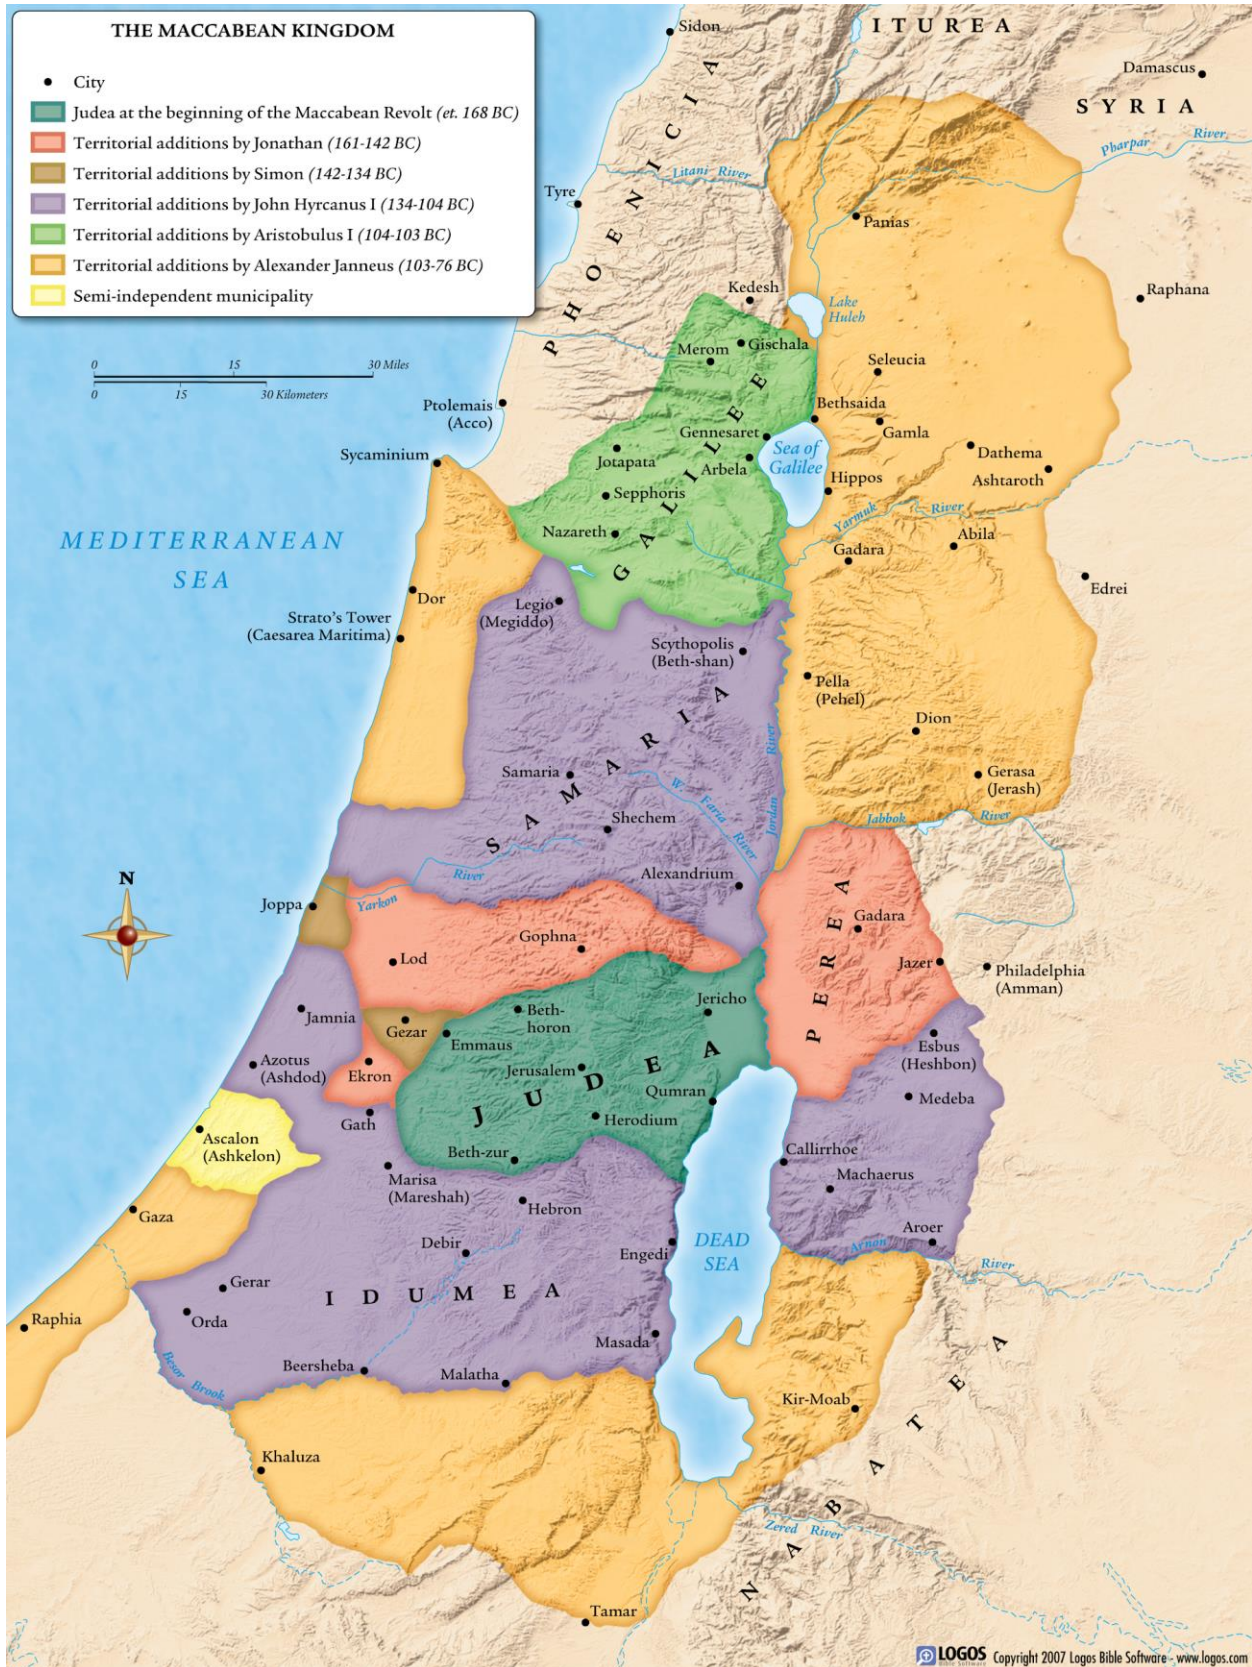 THE MACCABEAN KINGDOM
City
Judea at the beginning of the Maccabean Revolt (et. 168 BC)
Territorial additions by Jonathan (161-142 BC)
Territorial additions by Simon (142-134 BC)
Territorial additions by John Hyrcanus I (134-104 BC)
Territorial additions by Aristobulus I (104-103 BC)
Territorial additions by Alexander Janneus (103-76 BC)
Semi-independent municipality
0 15 30 Miles
0 15 30 Kilometers
Sidon
ITUREA
Damascus
SYRIA
Pharpar River
PHOENICIA
Litani River
Tyre
Panias
Raphana
Kedesh
Lake
Huleh
Merom
Gischala
Seleucia
Ptolemais
(Acco)
Bethsaida
Gennesaret
Gamla
Sycaminium
Jotapata
Arbela
Sea of
Galilee
Dathema
Ashtaroth
Hippos
Sepphoris
GALILEE
Yarmuk River
MEDITERRANEAN
SEA
Nazareth
Gadara
Abila
Edrei
Dor
Legio
(Megiddo)
Strato's Tower
(Caesarea Maritima)
Scythopolis
(Beth-shan)
Pella
(Pehel)
Dion
SAMARIA
Jordan River
Samaria
W. Faria River
Gerasa
(Jerash)
Shechem
Jabbok River
Alexandrium
Yarkon River
N
Joppa
PEREA
Gadara
Gophna
Lod
Jazer
Philadelphia
(Amman)
Jericho
Jamnia
Beth-
horon
Gezar
Emmaus
Esbus
(Heshbon)
Azotus
(Ashdod)
Ekron
Jerusalem
JUDEA
Qumran
Medeba
Gath
Herodium
Ascalon
(Ashkelon)
Beth-zur
Callirrhoe
Marisa
(Mareshah)
Machaerus
Gaza
Hebron
Aroer
Debir
Engedi
DEAD
SEA
Arnon River
Gerar
IDUMEA
Orda
Raphia
Masada
Besor Brook
Beersheba
Malatha
Kir-Moab
NABATEA
Khaluza
Zered River
Tamar
LOGOS
Bible Software
Copyright 2007 Logos Bible Software - www.logos.com